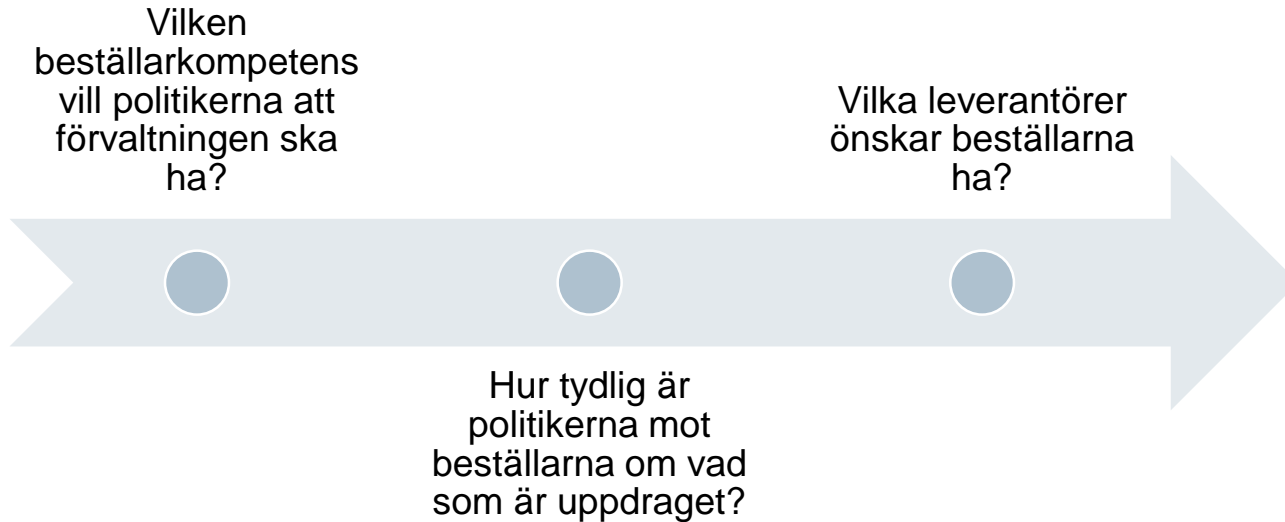 Vilken
beställarkompetens
vill politikerna att
förvaltningen ska
ha?
Hur tydlig är
politikerna mot
beställarna om vad
som är uppdraget?
Vilka leverantörer
önskar beställarna
ha?